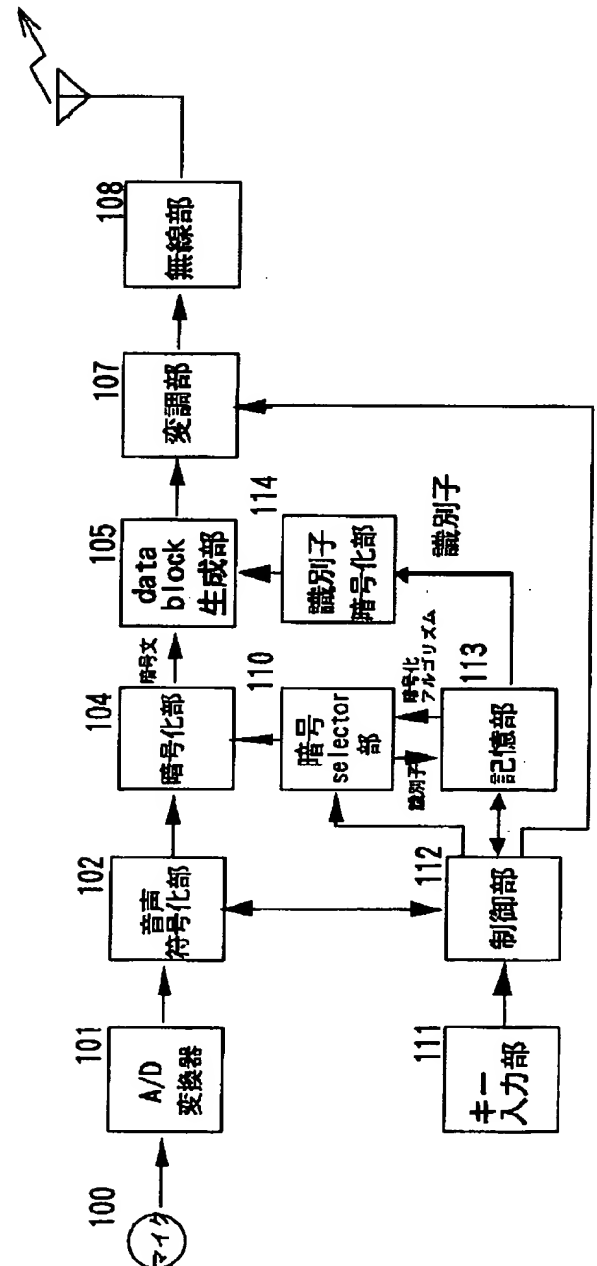 100
マイク
101
A/D
変換器
102
音声
符号化部
104
暗号化部
暗号文
105
data
block
生成部
107
変調部
108
無線部
110
暗号
selector
部
114
識別子
暗号化部
識別子
暗号化
アルゴリズム
識別子
111
キー
入力部
112
制御部
113
記憶部